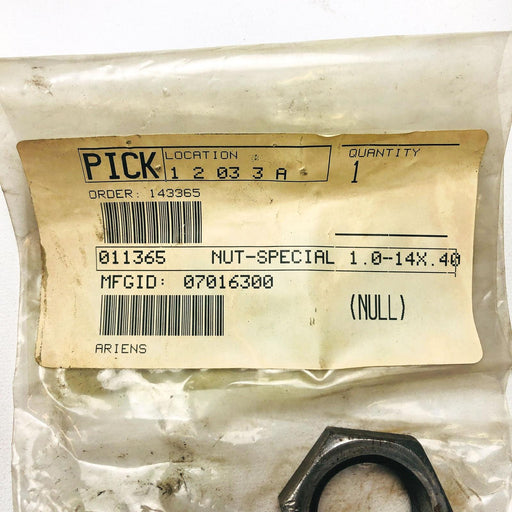 PICK LOCATION : QUANTITY
1 2 03 3 A 1
ORDER: 143365
011365 NUT-SPECIAL 1.0-14X.40
MFGID: 07016300
(NULL)
ARIENS